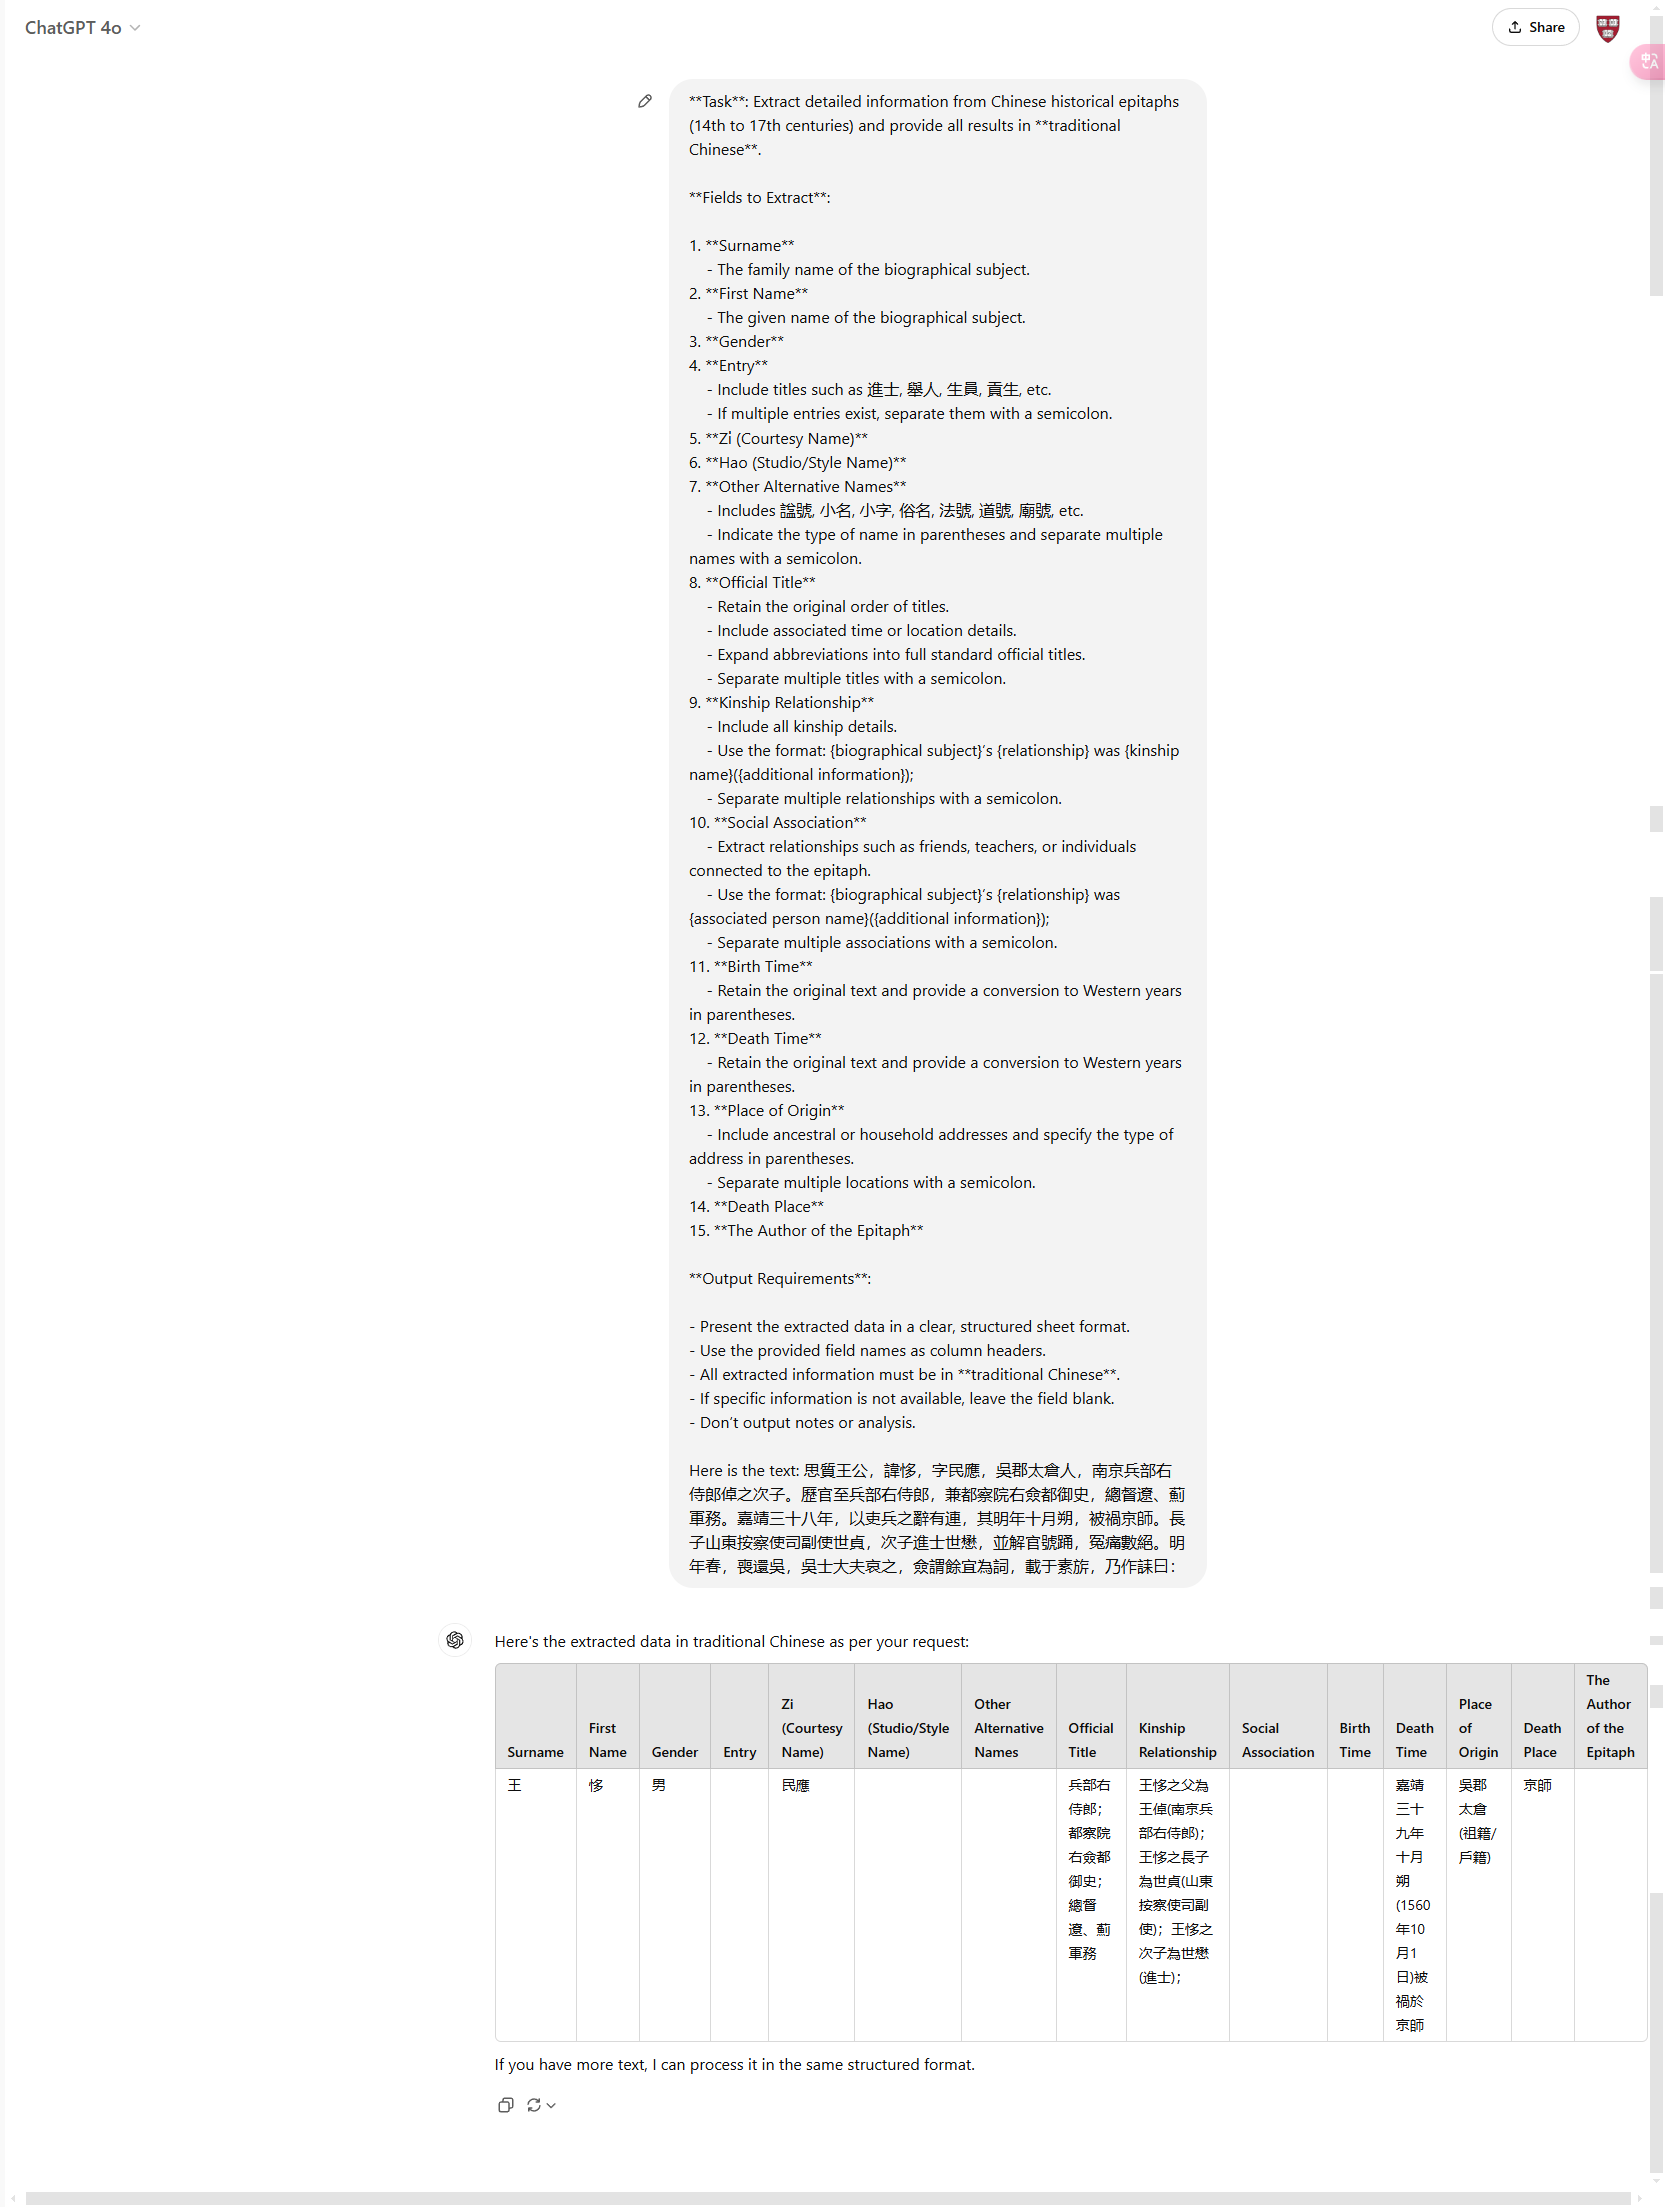 ChatGPT 4o
Share
**Task**: Extract detailed information from Chinese historical epitaphs
(14th to 17th centuries) and provide all results in **traditional
Chinese**.
**Fields to Extract**:
1. **Surname**
- The family name of the biographical subject.
2. **First Name**
- The given name of the biographical subject.
3. **Gender**
4. **Entry**
- Include titles such as 進士, 舉人, 生員, 貢生, etc.
- If multiple entries exist, separate them with a semicolon.
5. **Zi (Courtesy Name)**
6. **Hao (Studio/Style Name)**
7. **Other Alternative Names**
- Includes 諡號, 小名, 小字, 俗名, 法號, 道號, 廟號, etc.
- Indicate the type of name in parentheses and separate multiple
names with a semicolon.
8. **Official Title**
- Retain the original order of titles.
- Include associated time or location details.
- Expand abbreviations into full standard official titles.
- Separate multiple titles with a semicolon.
9. **Kinship Relationship**
- Include all kinship details.
- Use the format: {biographical subject}’s {relationship} was {kinship
name}({additional information});
- Separate multiple relationships with a semicolon.
10. **Social Association**
- Extract relationships such as friends, teachers, or individuals
connected to the epitaph.
- Use the format: {biographical subject}’s {relationship} was
{associated person name}({additional information});
- Separate multiple associations with a semicolon.
11. **Birth Time**
- Retain the original text and provide a conversion to Western years
in parentheses.
12. **Death Time**
- Retain the original text and provide a conversion to Western years
in parentheses.
13. **Place of Origin**
- Include ancestral or household addresses and specify the type of
address in parentheses.
- Separate multiple locations with a semicolon.
14. **Death Place**
15. **The Author of the Epitaph**
**Output Requirements**:
- Present the extracted data in a clear, structured sheet format.
- Use the provided field names as column headers.
- All extracted information must be in **traditional Chinese**.
- If specific information is not available, leave the field blank.
- Don’t output notes or analysis.
Here is the text: 思質王公，諱恀，字民應，吳郡太倉人，南京兵部右
侍郎倬之次子。歷官至兵部右侍郎，兼都察院右僉都御史，總督遼、薊
軍務。嘉靖三十八年，以吏兵之辭有連，其明年十月朔，被禍京師。長
子山東按察使司副使世貞，次子進士世懋，並解官號踊，冤痛數絕。明
年春，喪還吳，吳士大夫哀之，僉謂餘宜為詞，載于素旂，乃作誄曰：
Here's the extracted data in traditional Chinese as per your request:
Surname
First
Name
Gender
Entry
Zi
(Courtesy
Name)
Hao
(Studio/Style
Name)
Other
Alternative
Names
Official
Title
Kinship
Relationship
Social
Association
Birth
Time
Death
Time
Place
of
Origin
Death
Place
The
Author
of the
Epitaph
王
恀
男
民應
兵部右
侍郎；
都察院
右僉都
御史；
總督
遼、薊
軍務
王恀之父為
王倬(南京兵
部右侍郎)；
王恀之長子
為世貞(山東
按察使司副
使)；王恀之
次子為世懋
(進士)；
嘉靖
三十
九年
十月
朔
(1560
年10
月1
日)被
禍於
京師
吳郡
太倉
(祖籍/
戶籍)
京師
If you have more text, I can process it in the same structured format.